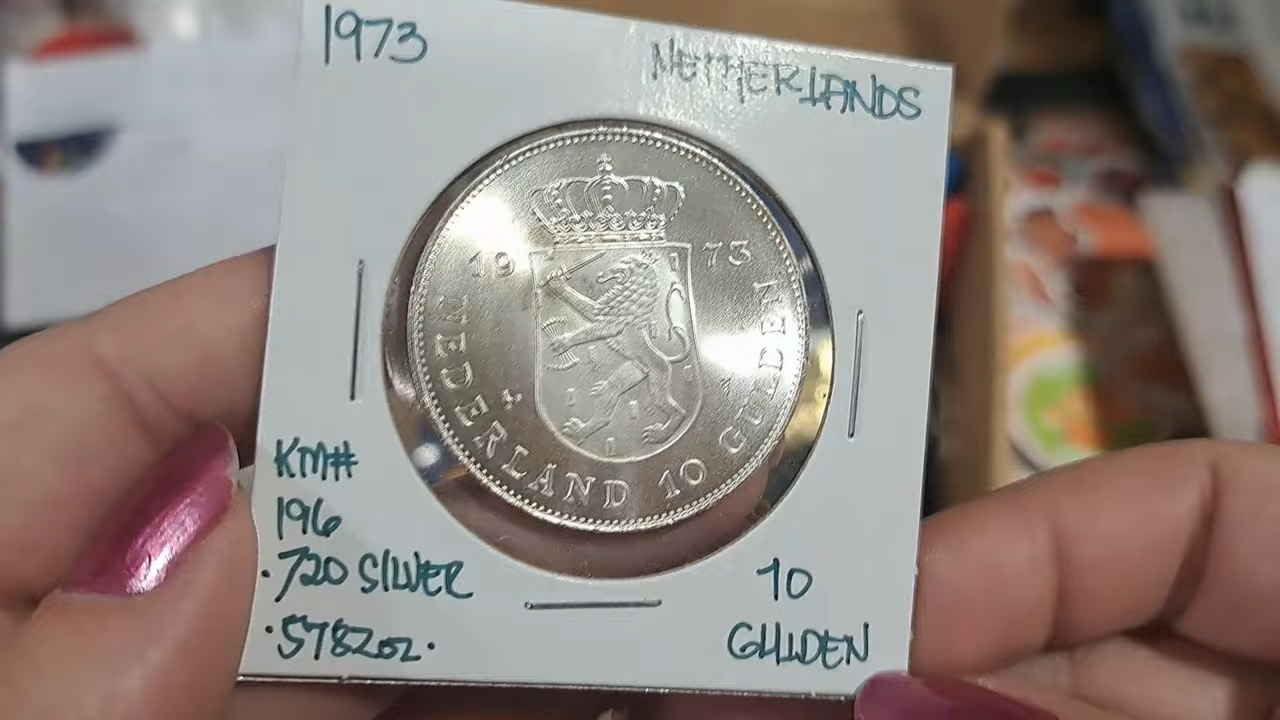 1973
NETHERLANDS
19 73
NEDERLAND 10 GULDEN
KM#
196
.720 SILVER
.5782oz.
10
GULDEN